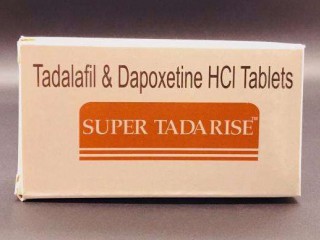 Tadalafil & Dapoxetine HCl Tablets
SUPER TADARISE™